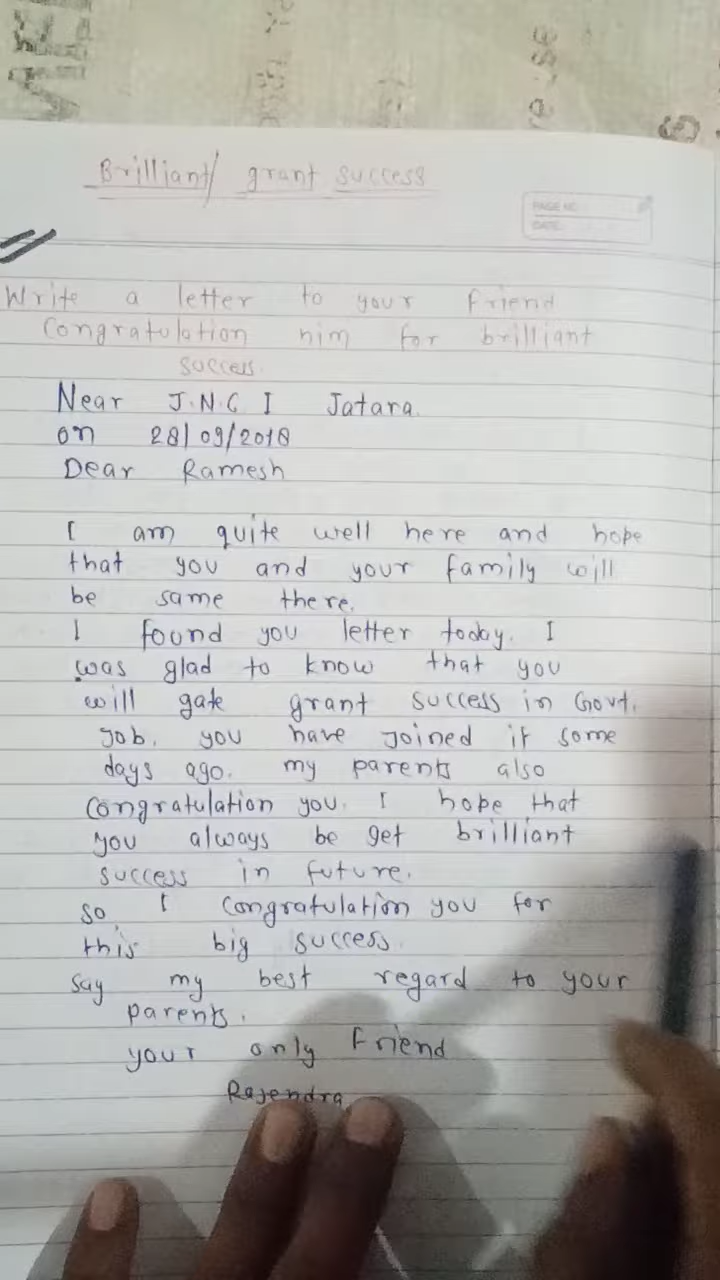 Brilliant/ grant success
PAGE NO.
DATE:
Write a letter to your friend
Congratulation him for brilliant
success.
Near J.N.C I Jatara.
on 28/09/2018
Dear Ramesh
I am quite well here and hope
that you and your family will
be same there.
I found you letter today. I
was glad to know that you
will gate grant success in Govt.
job. you have joined it some
days ago. my parents also
congratulation you. I hope that
you always be get brilliant
success in future.
so I congratulation you for
this big success.
say my best regard to your
parents.
your only friend
Rajendra